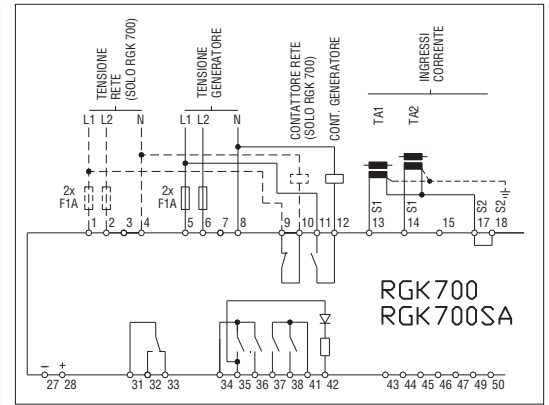 TENSIONE
RETE
(SOLO RGK 700)
TENSIONE
GENERATORE
CONTATTORE RETE
(SOLO RGK 700)
CONT. GENERATORE
INGRESSI
CORRENTE
L1 L2 N
L1 L2 N
TA1
TA2
2x
F1A
2x
F1A
S1
S1
S2
S2
1 2 3 4 5 6 7 8 9 10 11 12 13 14 15 17 18
RGK700
RGK700SA
– +
27 28 31 32 33 34 35 36 37 38 41 42 43 44 45 46 47 49 50